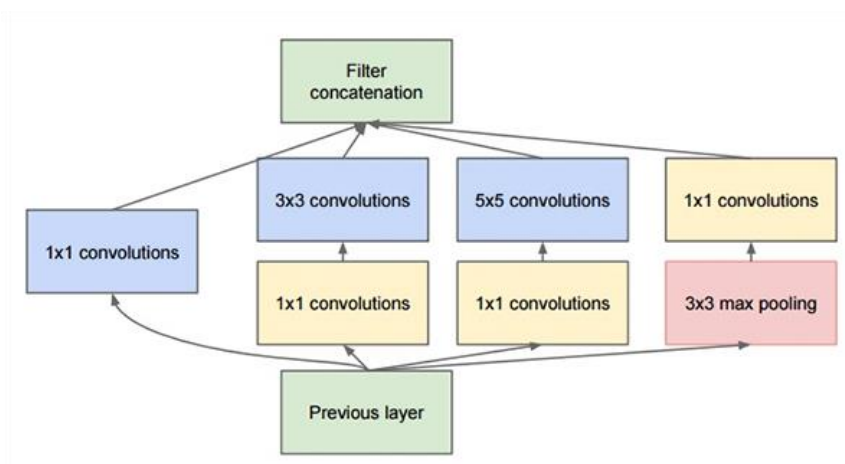 Filter
concatenation
3x3 convolutions
5x5 convolutions
1x1 convolutions
1x1 convolutions
1x1 convolutions
1x1 convolutions
3x3 max pooling
Previous layer